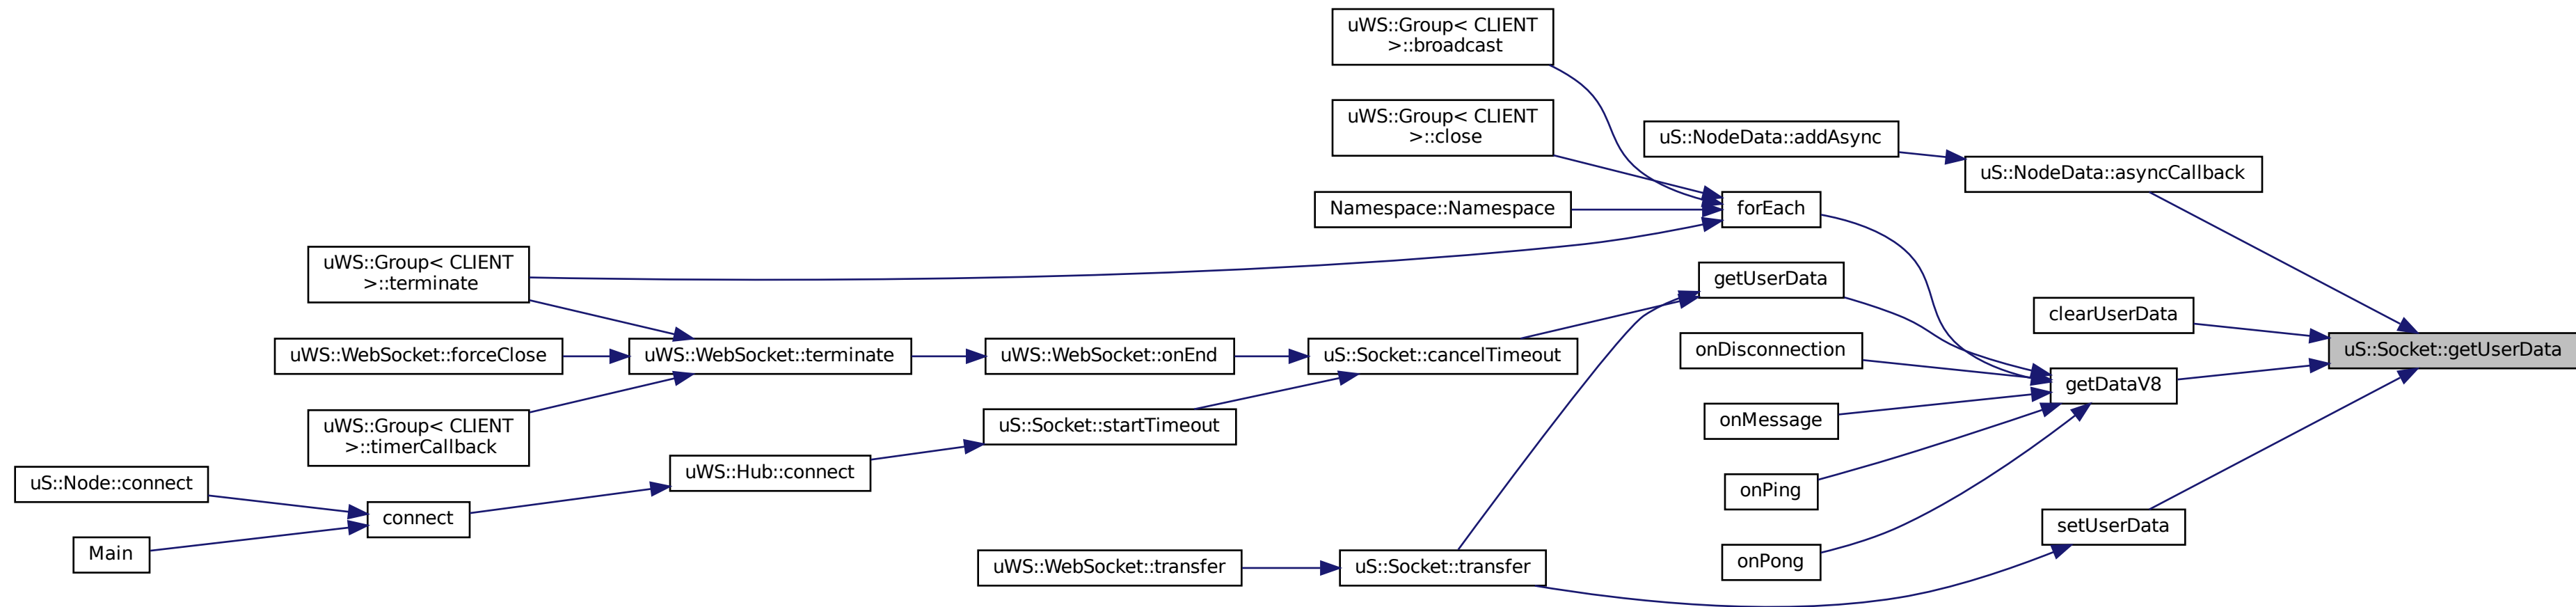 uWS::Group< CLIENT
>::broadcast
uWS::Group< CLIENT
>::close
uS::NodeData::addAsync
uS::NodeData::asyncCallback
Namespace::Namespace
forEach
uWS::Group< CLIENT
>::terminate
getUserData
clearUserData
uWS::WebSocket::forceClose
uWS::WebSocket::terminate
uWS::WebSocket::onEnd
uS::Socket::cancelTimeout
onDisconnection
uS::Socket::getUserData
getDataV8
uWS::Group< CLIENT
>::timerCallback
uS::Socket::startTimeout
onMessage
uS::Node::connect
uWS::Hub::connect
onPing
connect
setUserData
Main
uWS::WebSocket::transfer
uS::Socket::transfer
onPong